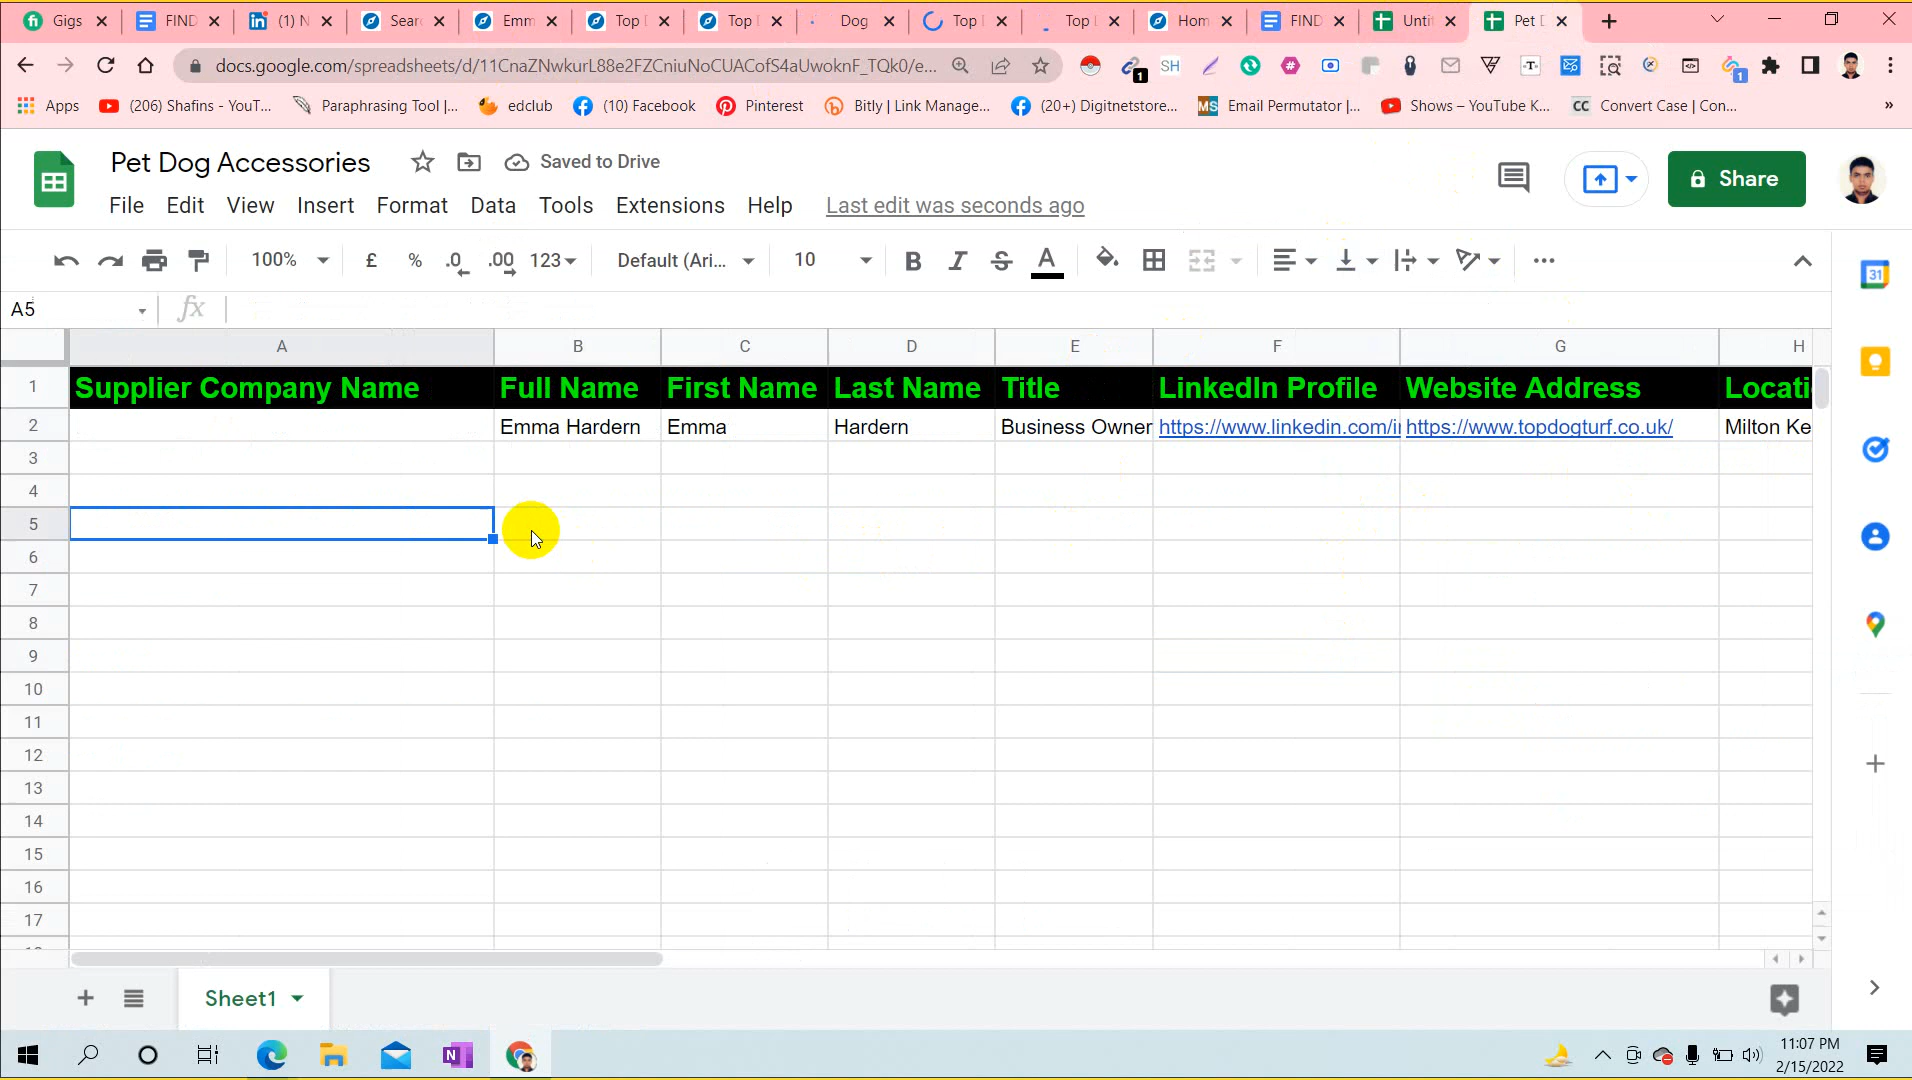 Gigs FIND (1) N Sear Emm Top Top Dog Top Top Hom FIND Unti Pet
docs.google.com/spreadsheets/d/11CnaZNwkurL88e2FZCniuNoCUACofS4aUwoknF_TQk0/e...
SH 1 1
Apps (206) Shafins - YouT... Paraphrasing Tool |... edclub (10) Facebook Pinterest Bitly | Link Manage... (20+) Digitnetstore... MS Email Permutator |... Shows – YouTube K... CC Convert Case | Con... »
Pet Dog Accessories Saved to Drive
Share
File Edit View Insert Format Data Tools Extensions Help Last edit was seconds ago
100% £ % .0 .00 123 Default (Ari... 10 B I S A
31
A5 fx
A B C D E F G H
1 Supplier Company Name Full Name First Name Last Name Title LinkedIn Profile Website Address Locati
2 Emma Hardern Emma Hardern Business Owner https://www.linkedin.com/i https://www.topdogturf.co.uk/ Milton Ke
3
4
5
6
7
8
9
10
11
12
13
14
15
16
17
Sheet1
11:07 PM
2/15/2022